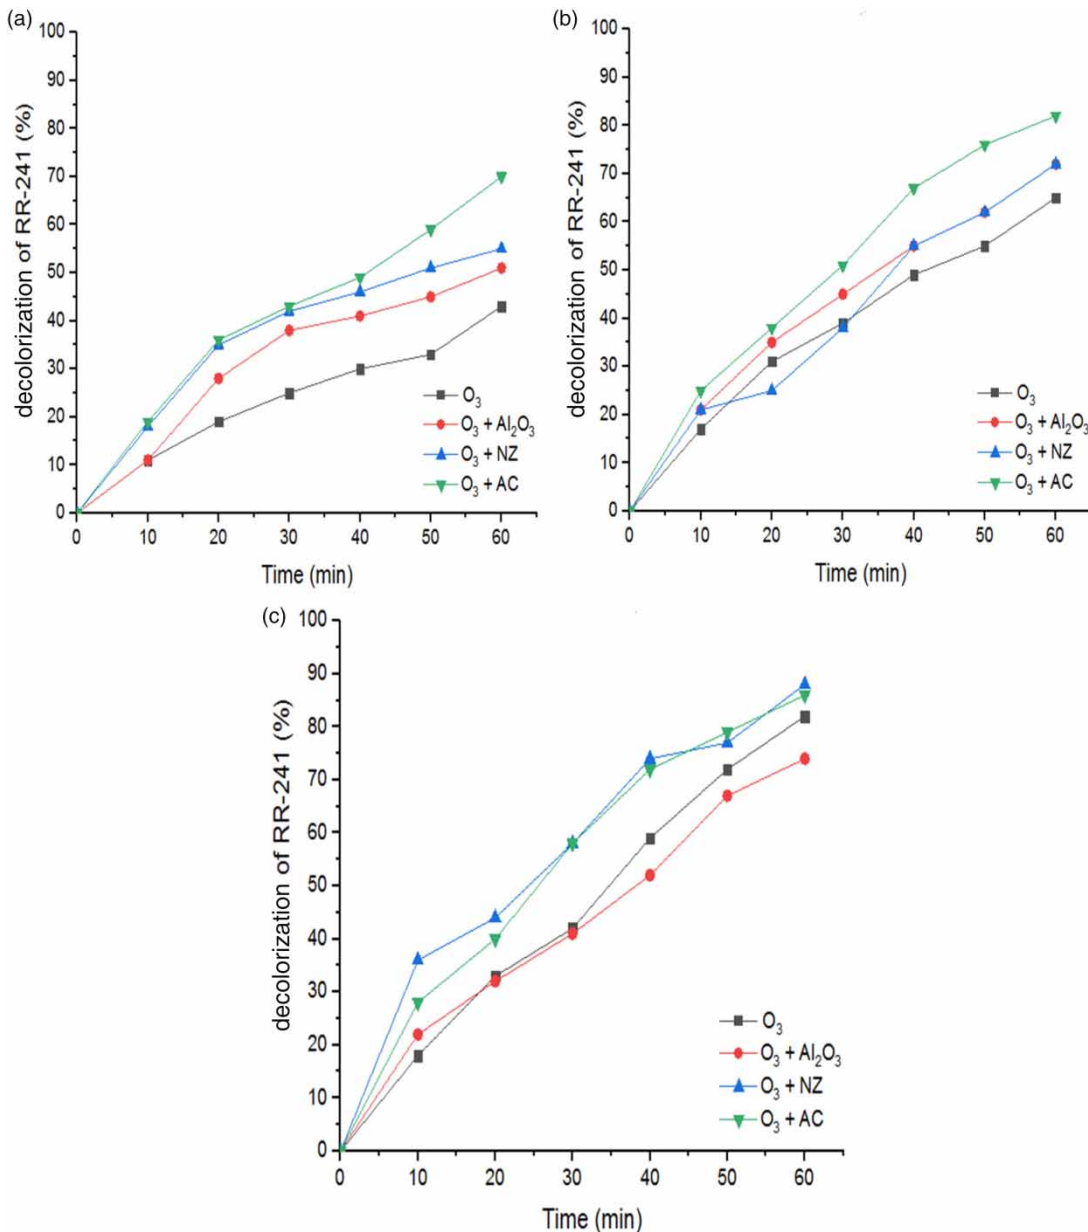 (a)
100
90
80
70
60
50
40
30
20
10
0
decolorization of RR-241 (%)
O₃
O₃ + Al₂O₃
O₃ + NZ
O₃ + AC
0 10 20 30 40 50 60
Time (min)
(b)
100
90
80
70
60
50
40
30
20
10
0
decolorization of RR-241 (%)
O₃
O₃ + Al₂O₃
O₃ + NZ
O₃ + AC
0 10 20 30 40 50 60
Time (min)
(c)
100
90
80
70
60
50
40
30
20
10
0
decolorization of RR-241 (%)
O₃
O₃ + Al₂O₃
O₃ + NZ
O₃ + AC
0 10 20 30 40 50 60
Time (min)